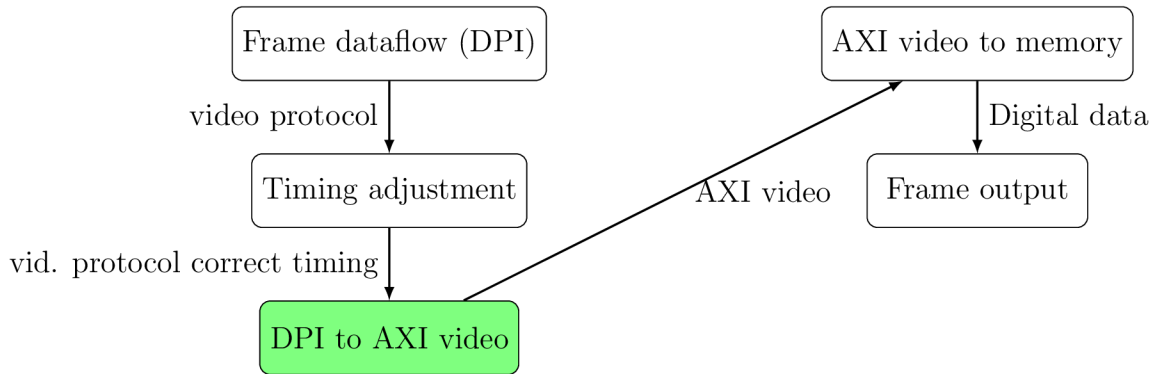 Frame dataflow (DPI)
video protocol
Timing adjustment
vid. protocol correct timing
DPI to AXI video
AXI video
AXI video to memory
Digital data
Frame output